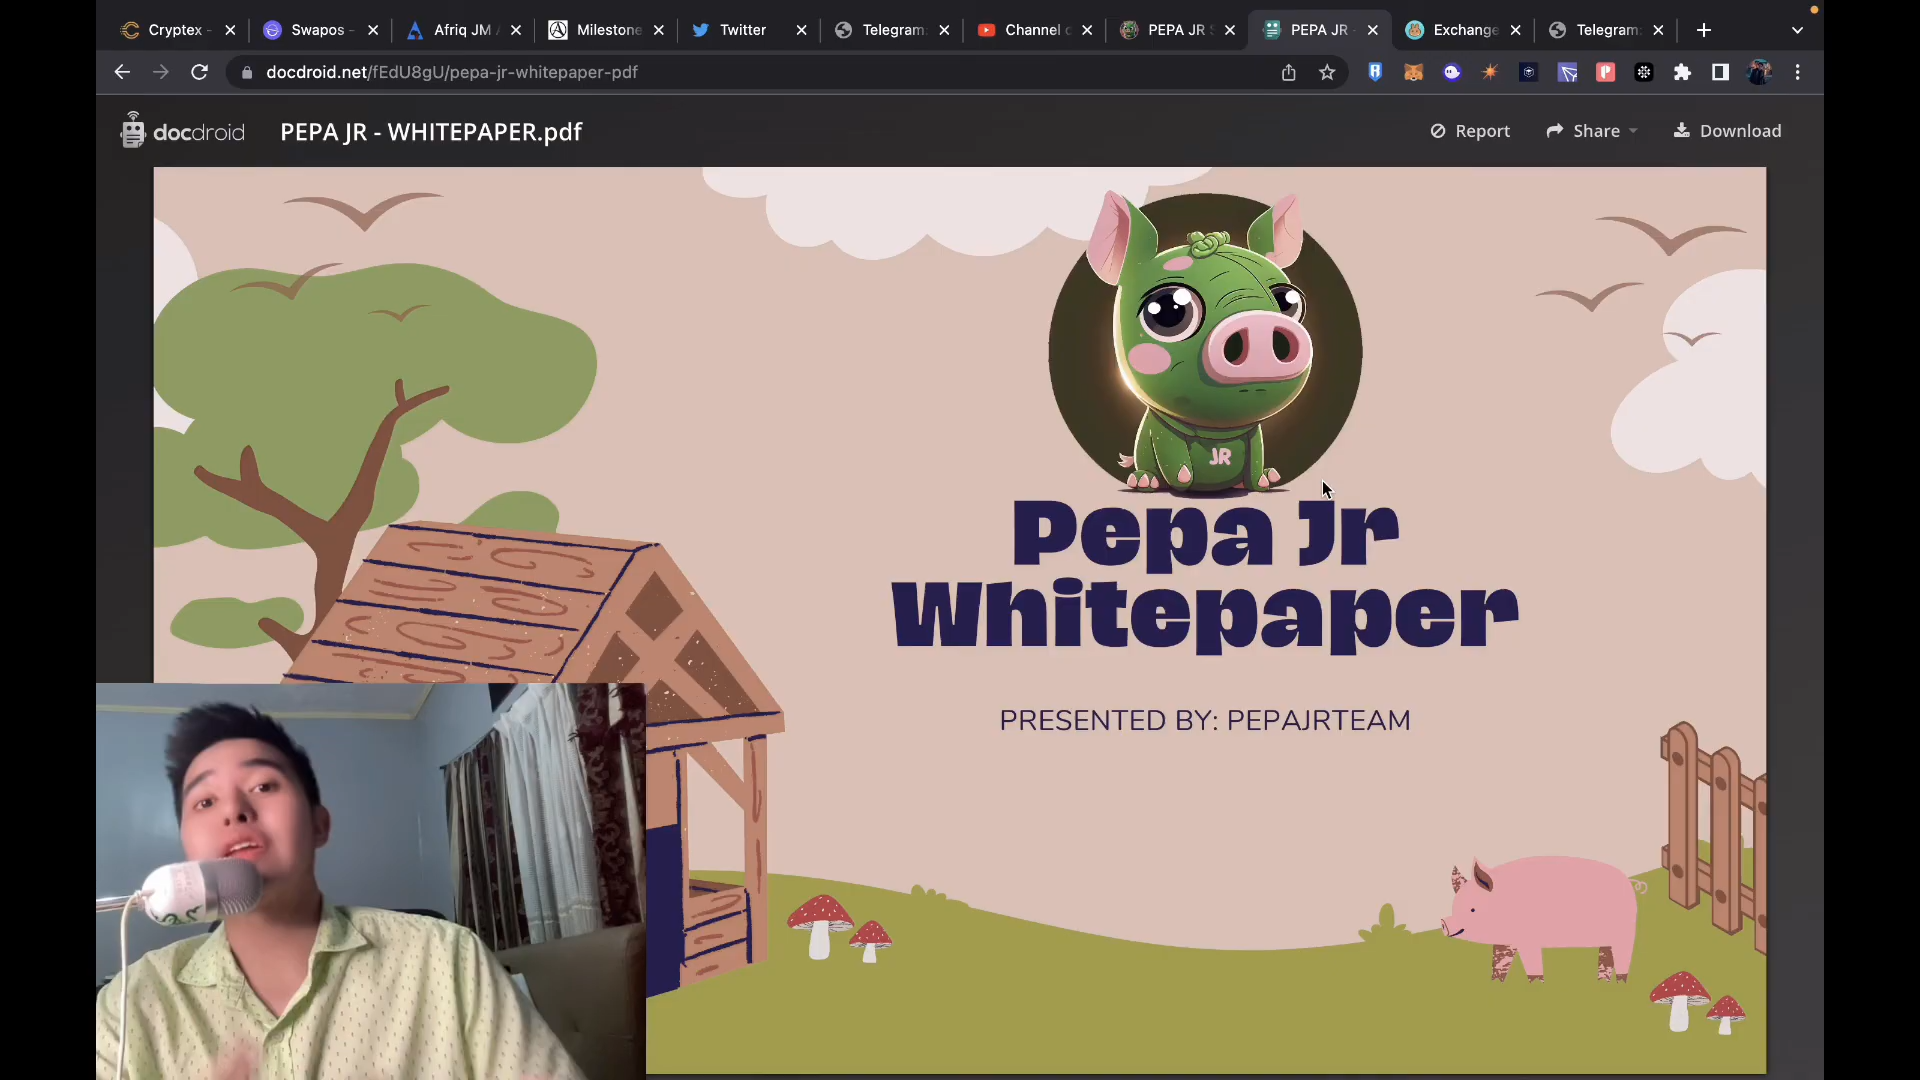 Cryptex -
Swapos -
Afriq JM A
Milestone
Twitter
Telegram:
Channel c
PEPA JR S
PEPA JR -
Exchange
Telegram:
docdroid.net/fEdU8gU/pepa-jr-whitepaper-pdf
docdroid
PEPA JR - WHITEPAPER.pdf
Report
Share
Download
JR
Pepa Jr
Whitepaper
PRESENTED BY: PEPAJRTEAM